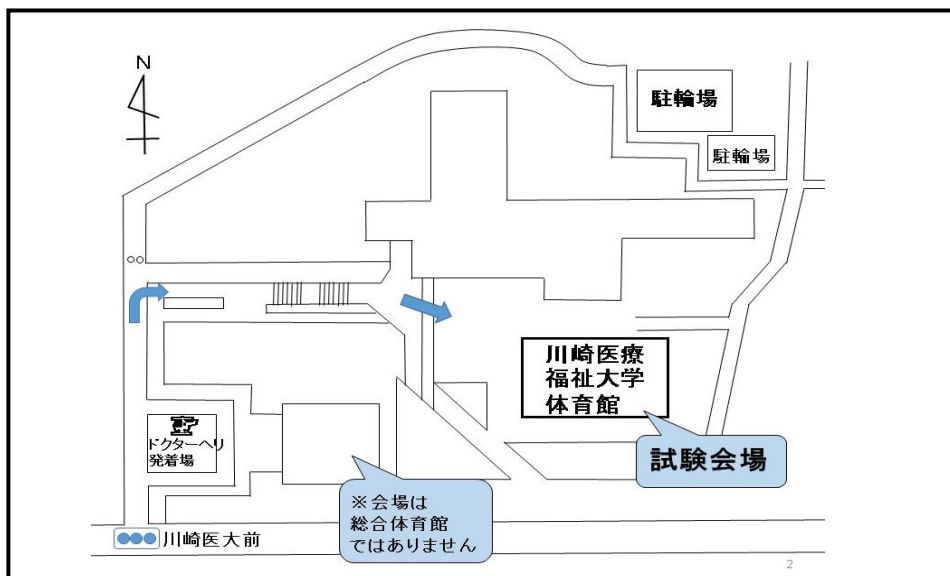 N
駐輪場
駐輪場
川崎医療
福祉大学
体育館
試験会場
ドクターヘリ
発着場
※会場は
総合体育館
ではありません
川崎医大前
2